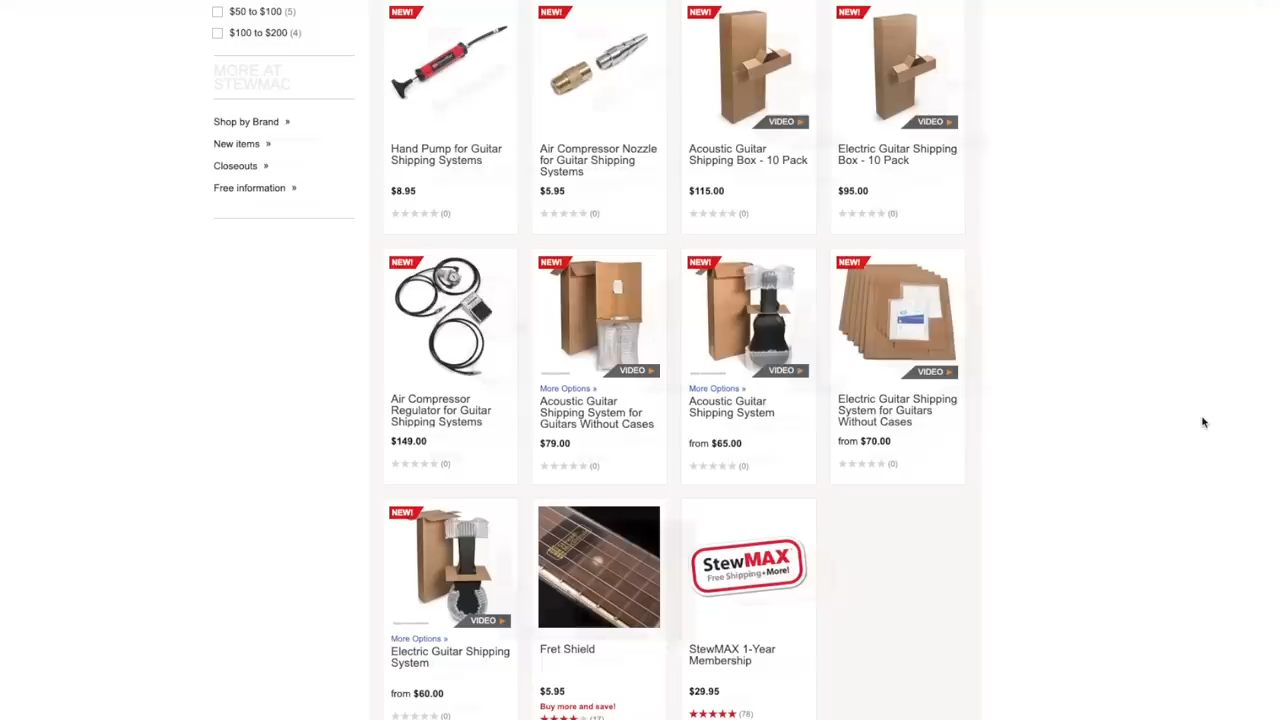 $50 to $100 (5)
$100 to $200 (4)
MORE AT
STEWMAC
Shop by Brand »
New items »
Closeouts »
Free information »
NEW!
NEW!
NEW!
NEW!
VIDEO
VIDEO
Hand Pump for Guitar
Shipping Systems
$8.95
(0)
Air Compressor Nozzle
for Guitar Shipping
Systems
$5.95
(0)
Acoustic Guitar
Shipping Box - 10 Pack
$115.00
(0)
Electric Guitar Shipping
Box - 10 Pack
$95.00
(0)
NEW!
NEW!
NEW!
NEW!
VIDEO
VIDEO
VIDEO
Air Compressor
Regulator for Guitar
Shipping Systems
$149.00
(0)
More Options »
Acoustic Guitar
Shipping System for
Guitars Without Cases
$79.00
(0)
More Options »
Acoustic Guitar
Shipping System
from $65.00
(0)
Electric Guitar Shipping
System for Guitars
Without Cases
from $70.00
(0)
NEW!
VIDEO
More Options »
Electric Guitar Shipping
System
from $60.00
(0)
Fret Shield
$5.95
Buy more and save!
(17)
StewMAX
Free Shipping + More!
StewMAX 1-Year
Membership
$29.95
(78)